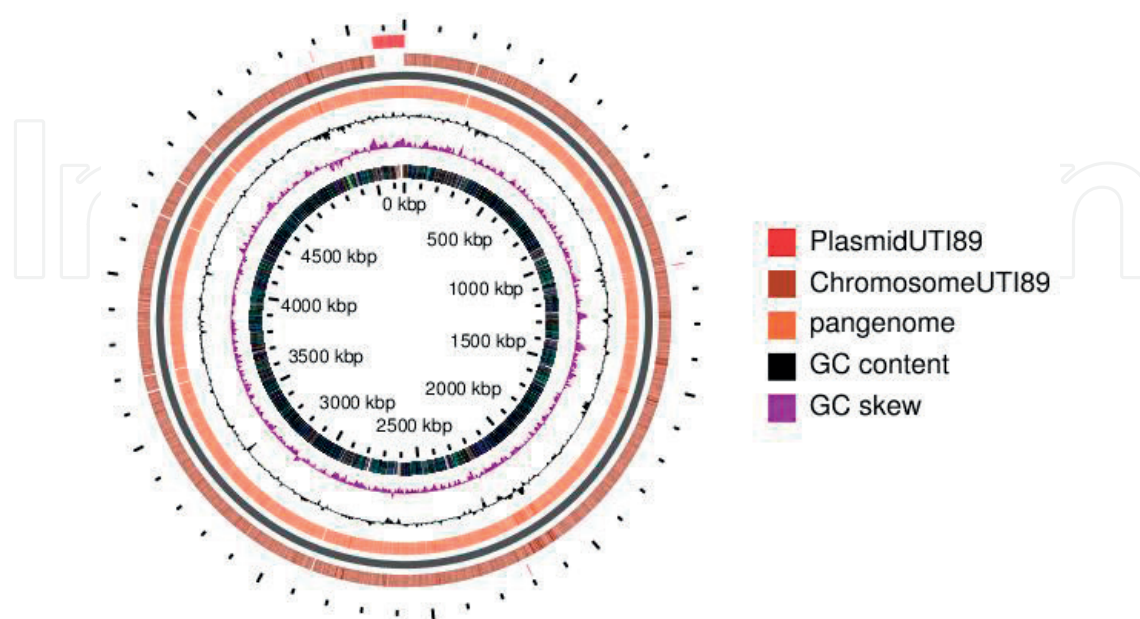 0 kbp
500 kbp
1000 kbp
1500 kbp
2000 kbp
2500 kbp
3000 kbp
3500 kbp
4000 kbp
4500 kbp
PlasmidUTI89
ChromosomeUTI89
pangenome
GC content
GC skew